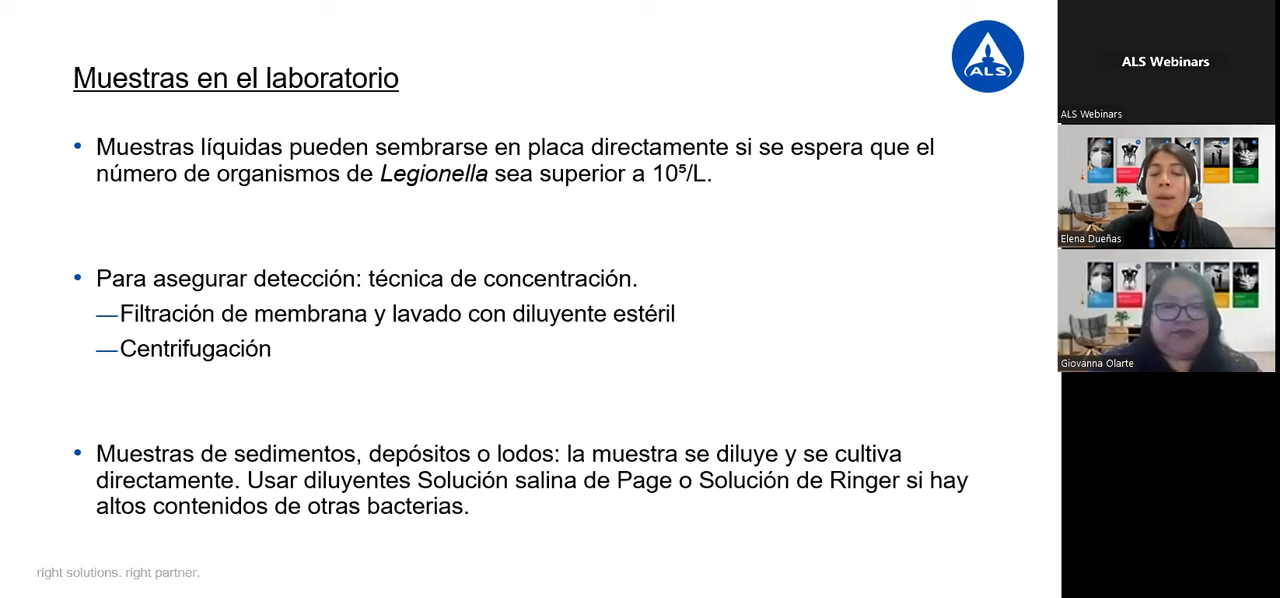 Muestras en el laboratorio
ALS
• Muestras líquidas pueden sembrarse en placa directamente si se espera que el
número de organismos de Legionella sea superior a 10⁵/L.
• Para asegurar detección: técnica de concentración.
—Filtración de membrana y lavado con diluyente estéril
—Centrifugación
• Muestras de sedimentos, depósitos o lodos: la muestra se diluye y se cultiva
directamente. Usar diluyentes Solución salina de Page o Solución de Ringer si hay
altos contenidos de otras bacterias.
right solutions. right partner.
ALS Webinars
ALS Webinars
Elena Dueñas
Giovanna Olarte